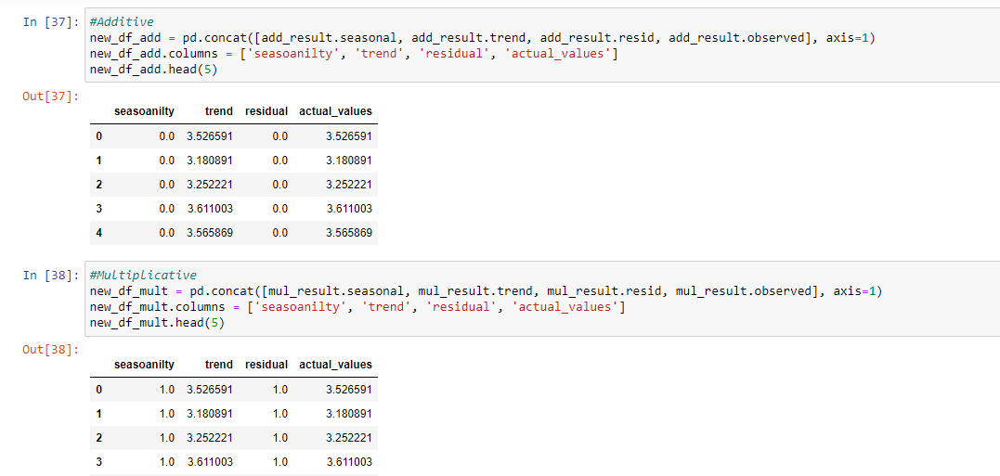 In [37]: #Additive
new_df_add = pd.concat([add_result.seasonal, add_result.trend, add_result.resid, add_result.observed], axis=1)
new_df_add.columns = ['seasoanilty', 'trend', 'residual', 'actual_values']
new_df_add.head(5)
Out[37]:
seasoanilty trend residual actual_values
0 0.0 3.526591 0.0 3.526591
1 0.0 3.180891 0.0 3.180891
2 0.0 3.252221 0.0 3.252221
3 0.0 3.611003 0.0 3.611003
4 0.0 3.565869 0.0 3.565869
In [38]: #Multiplicative
new_df_mult = pd.concat([mul_result.seasonal, mul_result.trend, mul_result.resid, mul_result.observed], axis=1)
new_df_mult.columns = ['seasoanilty', 'trend', 'residual', 'actual_values']
new_df_mult.head(5)
Out[38]:
seasoanilty trend residual actual_values
0 1.0 3.526591 1.0 3.526591
1 1.0 3.180891 1.0 3.180891
2 1.0 3.252221 1.0 3.252221
3 1.0 3.611003 1.0 3.611003